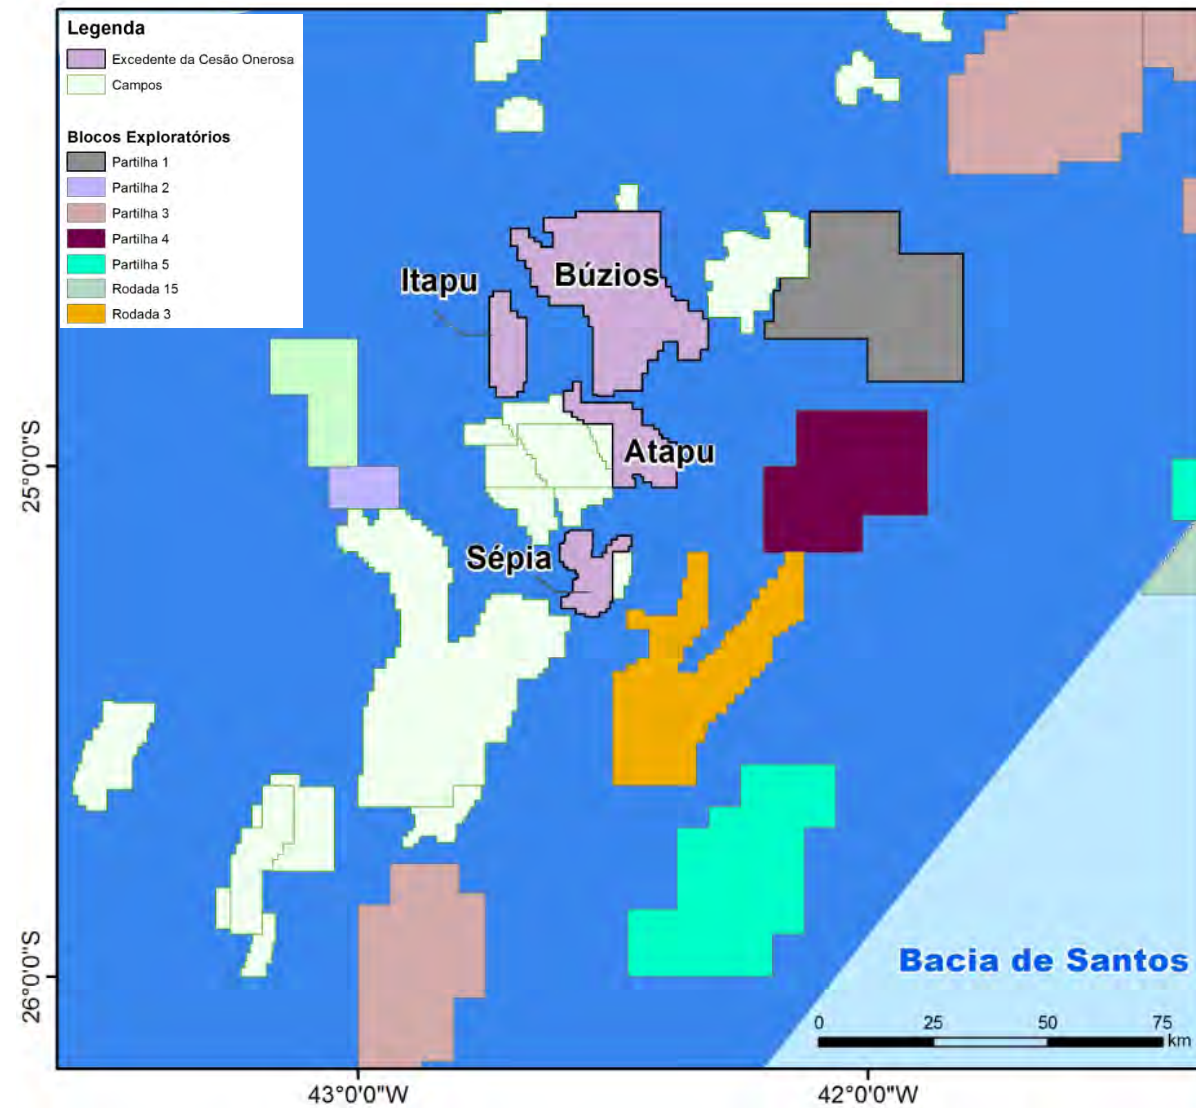 Legenda
Excedente da Cesão Onerosa
Campos
Blocos Exploratórios
Partilha 1
Partilha 2
Partilha 3
Partilha 4
Partilha 5
Rodada 15
Rodada 3
Itapu
Búzios
Atapu
Sépia
25°0'0"S
26°0'0"S
Bacia de Santos
0 25 50 75
km
43°0'0"W
42°0'0"W